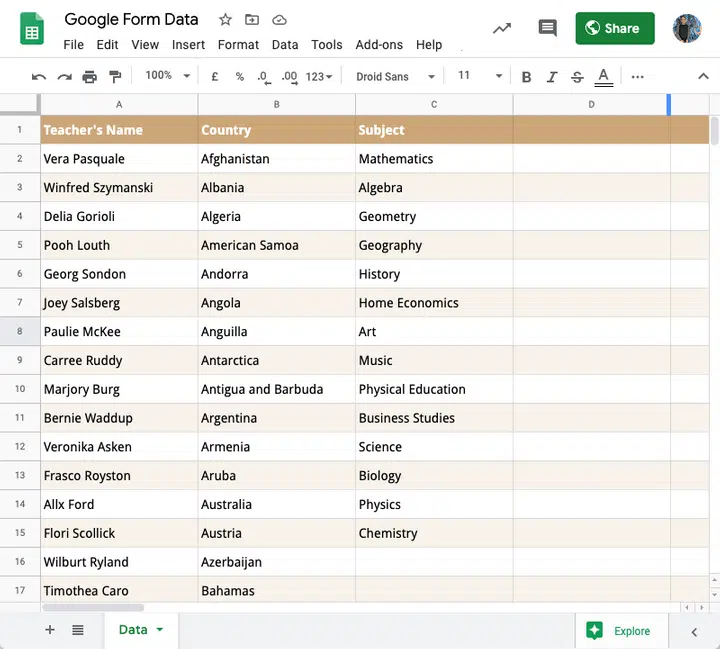 Google Form Data
File Edit View Insert Format Data Tools Add-ons Help
Share
100% £ % .0 .00 123 Droid Sans 11 B I S A
A B C D
1 Teacher's Name Country Subject
2 Vera Pasquale Afghanistan Mathematics
3 Winfred Szymanski Albania Algebra
4 Delia Gorioli Algeria Geometry
5 Pooh Louth American Samoa Geography
6 Georg Sondon Andorra History
7 Joey Salsberg Angola Home Economics
8 Paulie McKee Anguilla Art
9 Carree Ruddy Antarctica Music
10 Marjory Burg Antigua and Barbuda Physical Education
11 Bernie Waddup Argentina Business Studies
12 Veronika Asken Armenia Science
13 Frasco Royston Aruba Biology
14 Allx Ford Australia Physics
15 Flori Scollick Austria Chemistry
16 Wilburt Ryland Azerbaijan
17 Timothea Caro Bahamas
Data Explore